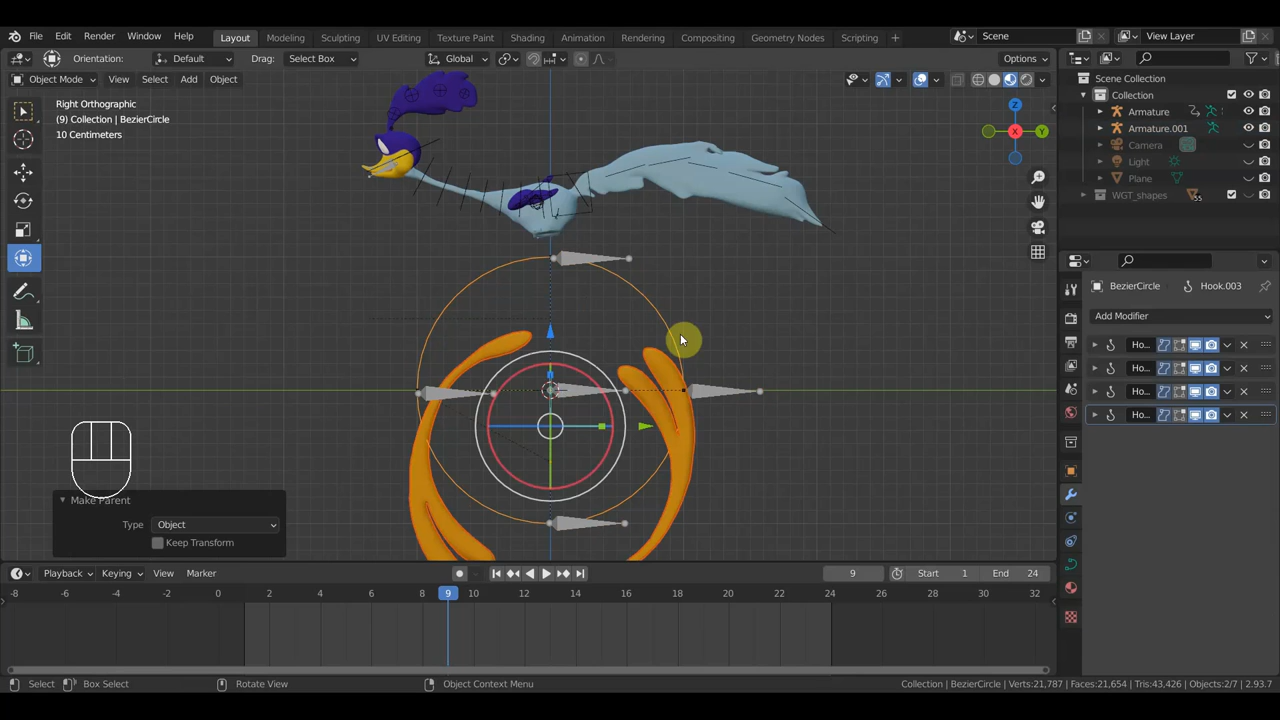 File Edit Render Window Help Layout Modeling Sculpting UV Editing Texture Paint Shading Animation Rendering Compositing Geometry Nodes Scripting + Scene View Layer
Orientation: Default Drag: Select Box Global Options
Object Mode View Select Add Object
Right Orthographic
(9) Collection | BezierCircle
10 Centimeters
Z
Y
X
Scene Collection
Collection
Armature
Armature.001
Camera
Light
Plane
WGT_shapes 55
BezierCircle Hook.003
Add Modifier
Ho..
Ho..
Ho..
Ho..
Make Parent
Type Object
Keep Transform
Playback Keying View Marker 9 Start 1 End 24
-8 -6 -4 -2 0 2 4 6 8 9 10 12 14 16 18 20 22 24 26 28 30 32
Select Box Select Rotate View Object Context Menu Collection | BezierCircle | Verts:21,787 | Faces:21,654 | Tris:43,426 | Objects:2/7 | 2.93.7